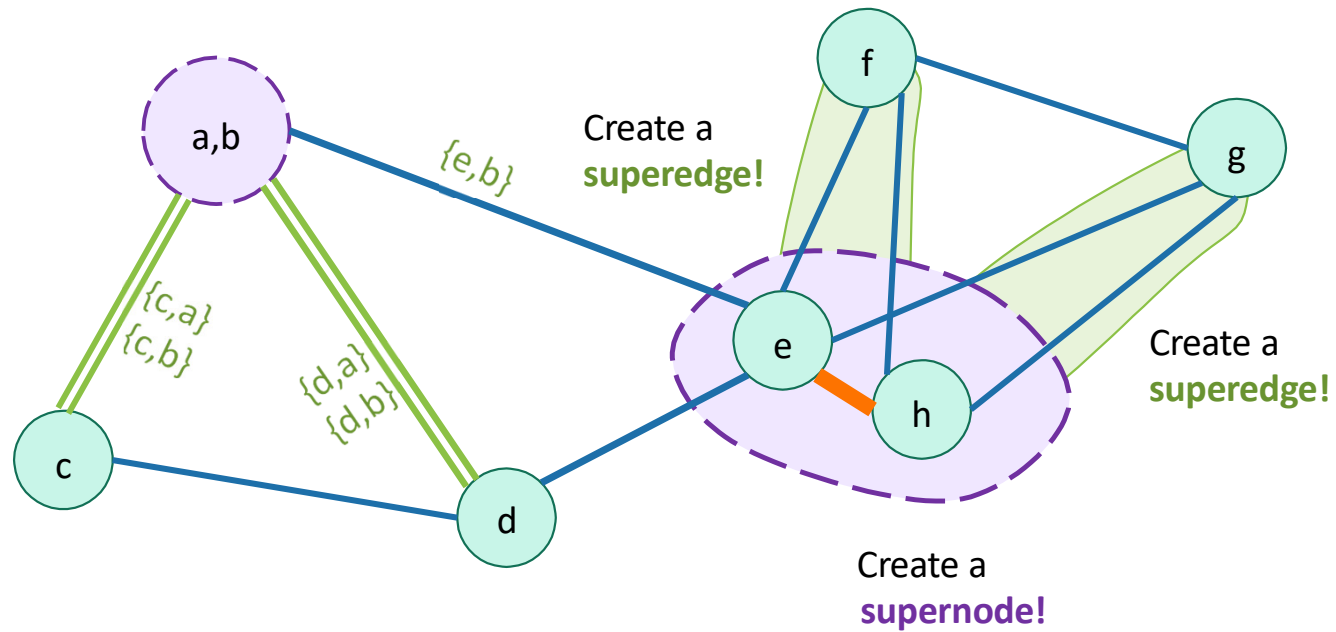 f
a,b
Create a
superedge!
{e,b}
g
{c,a}
{c,b}
{d,a}
{d,b}
e
h
Create a
superedge!
c
d
Create a
supernode!